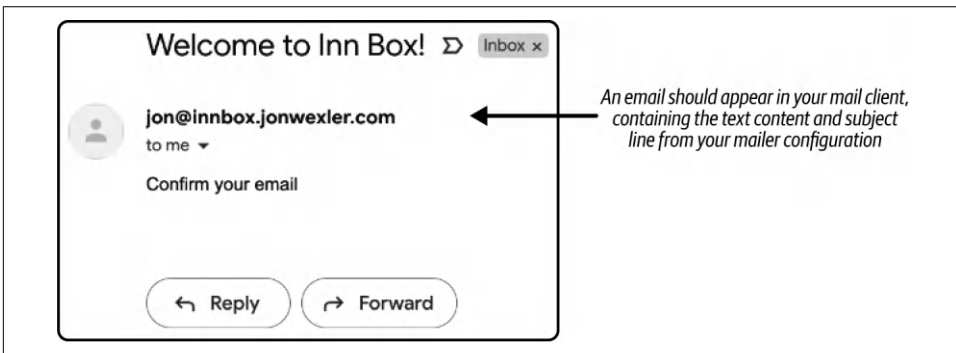 Welcome to Inn Box! Inbox ×
jon@innbox.jonwexler.com
to me
Confirm your email
Reply Forward
An email should appear in your mail client,
containing the text content and subject
line from your mailer configuration